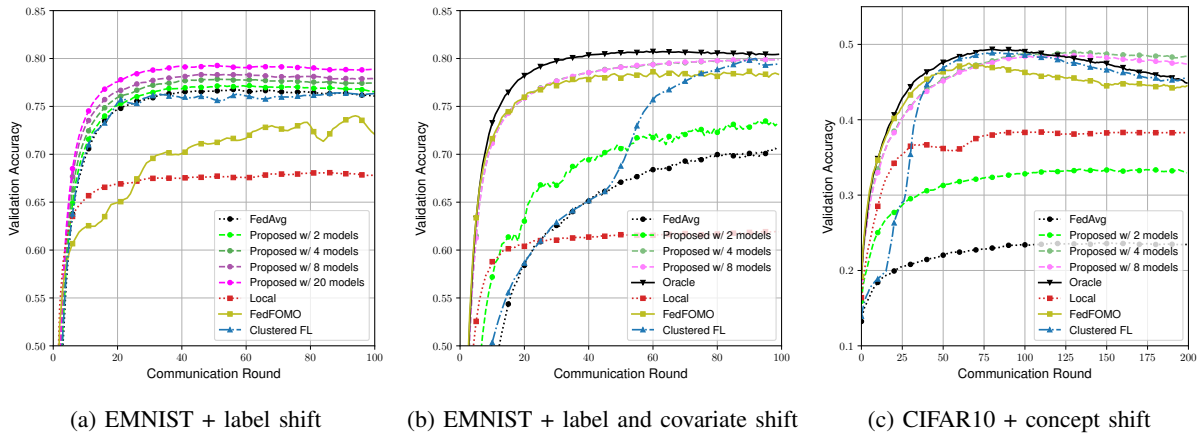 0.85
0.80
0.75
0.70
0.65
0.60
0.55
0.50
Validation Accuracy
FedAvg
Proposed w/ 2 models
Proposed w/ 4 models
Proposed w/ 8 models
Proposed w/ 20 models
Local
FedFOMO
Clustered FL
0 20 40 60 80 100
Communication Round
(a) EMNIST + label shift
0.85
0.80
0.75
0.70
0.65
0.60
0.55
0.50
Validation Accuracy
FedAvg
Proposed w/ 2 models
Proposed w/ 4 models
Proposed w/ 8 models
Oracle
Local
FedFOMO
Clustered FL
0 20 40 60 80 100
Communication Round
(b) EMNIST + label and covariate shift
0.5
0.4
0.3
0.2
0.1
Validation Accuracy
FedAvg
Proposed w/ 2 models
Proposed w/ 4 models
Proposed w/ 8 models
Oracle
Local
FedFOMO
Clustered FL
0 25 50 75 100 125 150 175 200
Communication Round
(c) CIFAR10 + concept shift